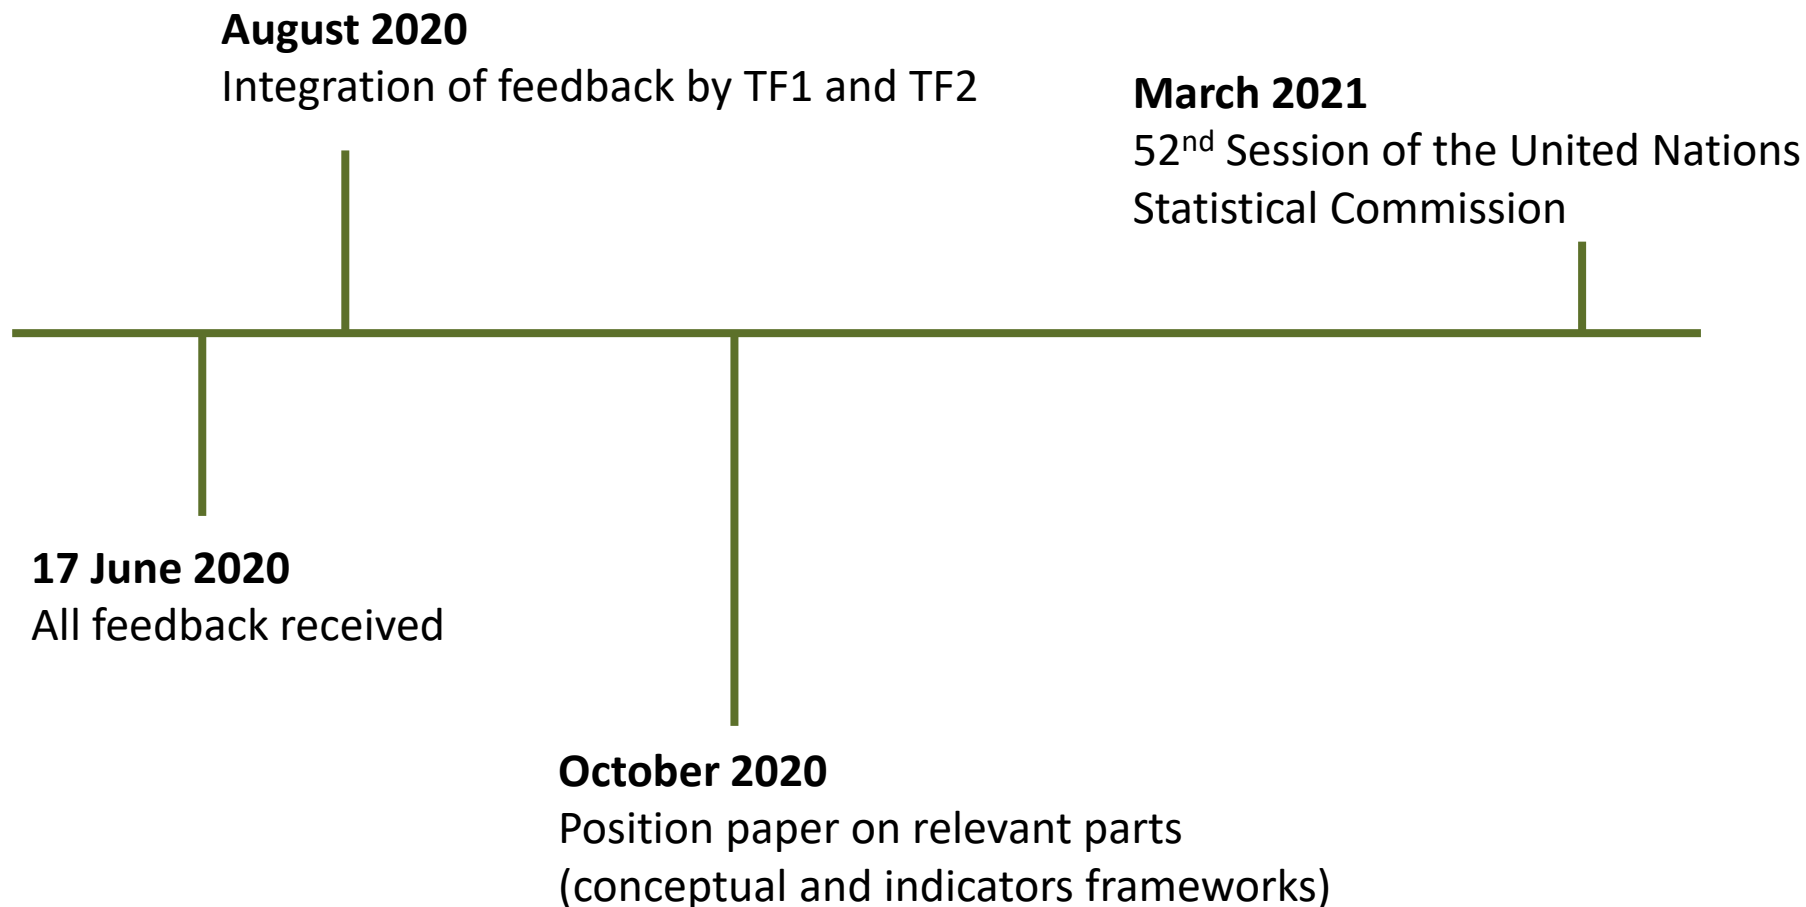 August 2020
Integration of feedback by TF1 and TF2
March 2021
52nd Session of the United Nations
Statistical Commission
17 June 2020
All feedback received
October 2020
Position paper on relevant parts
(conceptual and indicators frameworks)